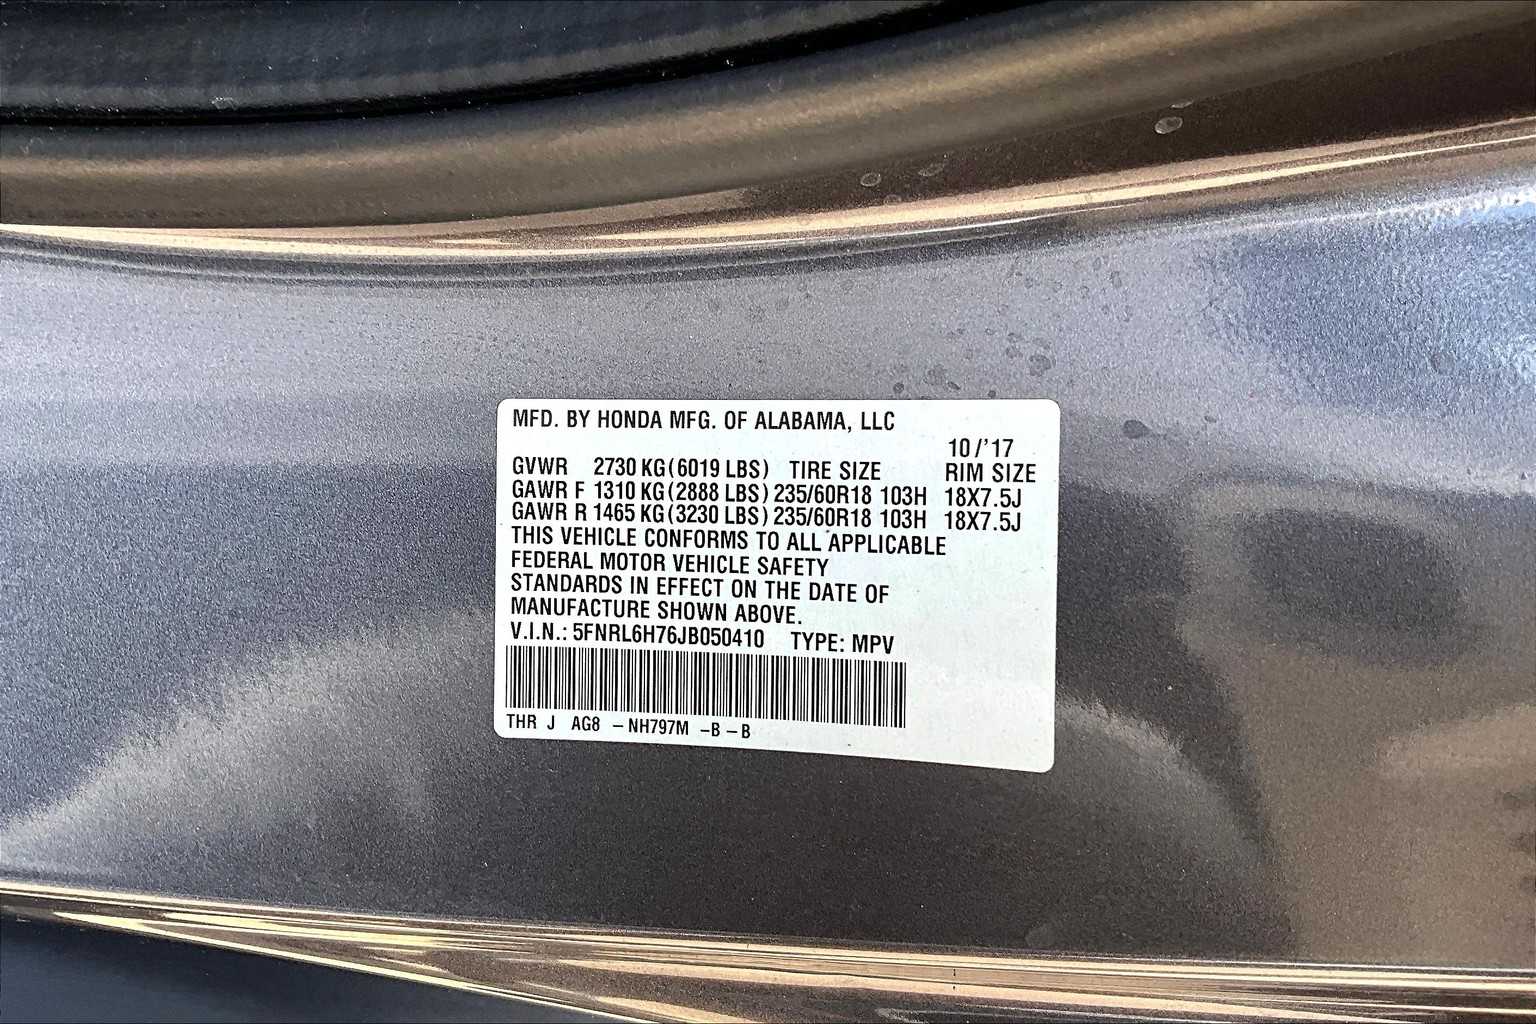 MFD. BY HONDA MFG. OF ALABAMA, LLC
10/'17
GVWR 2730 KG (6019 LBS) TIRE SIZE RIM SIZE
GAWR F 1310 KG (2888 LBS) 235/60R18 103H 18X7.5J
GAWR R 1465 KG (3230 LBS) 235/60R18 103H 18X7.5J
THIS VEHICLE CONFORMS TO ALL APPLICABLE
FEDERAL MOTOR VEHICLE SAFETY
STANDARDS IN EFFECT ON THE DATE OF
MANUFACTURE SHOWN ABOVE.
V.I.N.: 5FNRL6H76JB050410 TYPE: MPV
THR J AG8 – NH797M – B – B